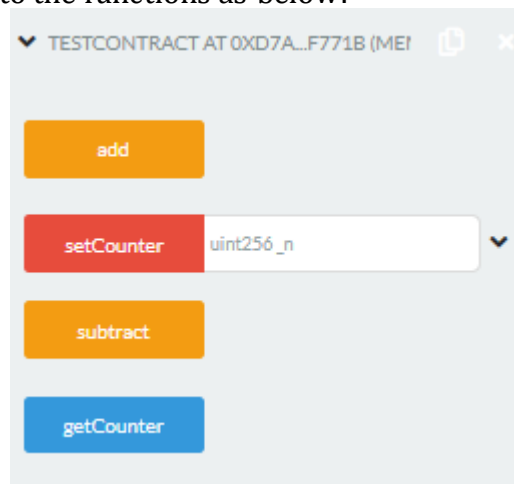 to the functions as-below:
TESTCONTRACT AT 0XD7A...F771B (MEI
add
setCounter uint256 _n
subtract
getCounter